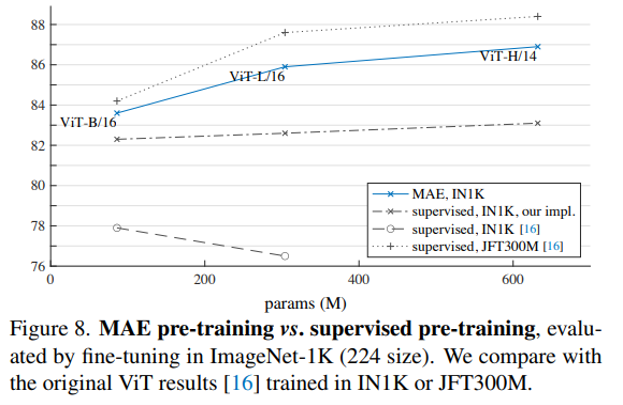 88
86
84
82
80
78
76
0
200
400
600
ViT-B/16
ViT-L/16
ViT-H/14
MAE, IN1K
supervised, IN1K, our impl.
supervised, IN1K [16]
supervised, JFT300M [16]
params (M)
Figure 8. MAE pre-training vs. supervised pre-training, evalu-
ated by fine-tuning in ImageNet-1K (224 size). We compare with
the original ViT results [16] trained in IN1K or JFT300M.